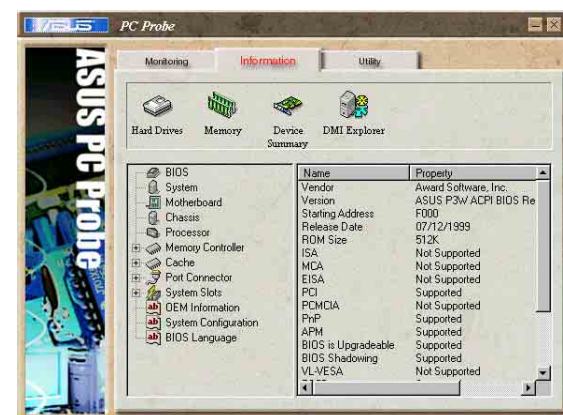 ASUS PC Probe
ASUS PC Probe
Monitoring Information Utility
Hard Drives Memory Device Summary DMI Explorer
BIOS
System
Motherboard
Chassis
Processor
Memory Controller
Cache
Port Connector
System Slots
OEM Information
System Configuration
BIOS Language
Name Property
Vendor Award Software, Inc.
Version ASUS P3W ACPI BIOS Re
Starting Address F000
Release Date 07/12/1999
ROM Size 512K
ISA Not Supported
MCA Not Supported
EISA Not Supported
PCI Supported
PCMCIA Not Supported
PnP Supported
APM Supported
BIOS is Upgradeable Supported
BIOS Shadowing Supported
VL-VESA Not Supported